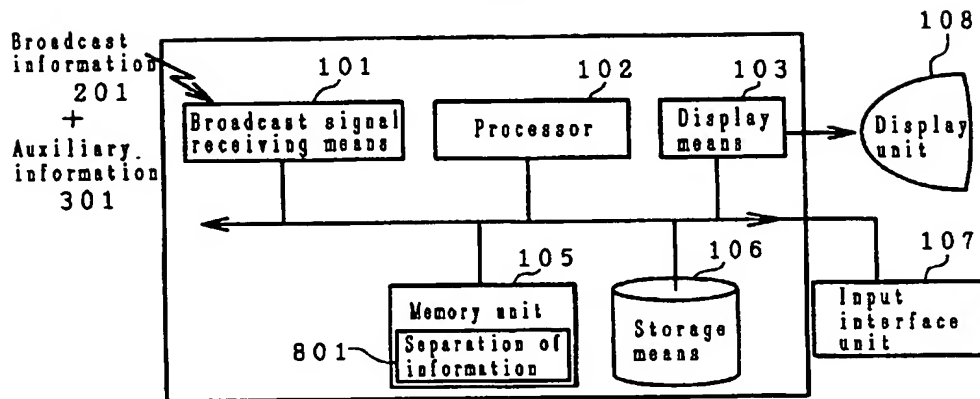 Broadcast
information
201
+
Auxiliary
information
301
101
Broadcast signal
receiving means
102
Processor
103
Display
means
108
Display
unit
105
Memory unit
801
Separation of
information
106
Storage
means
107
Input
interface
unit